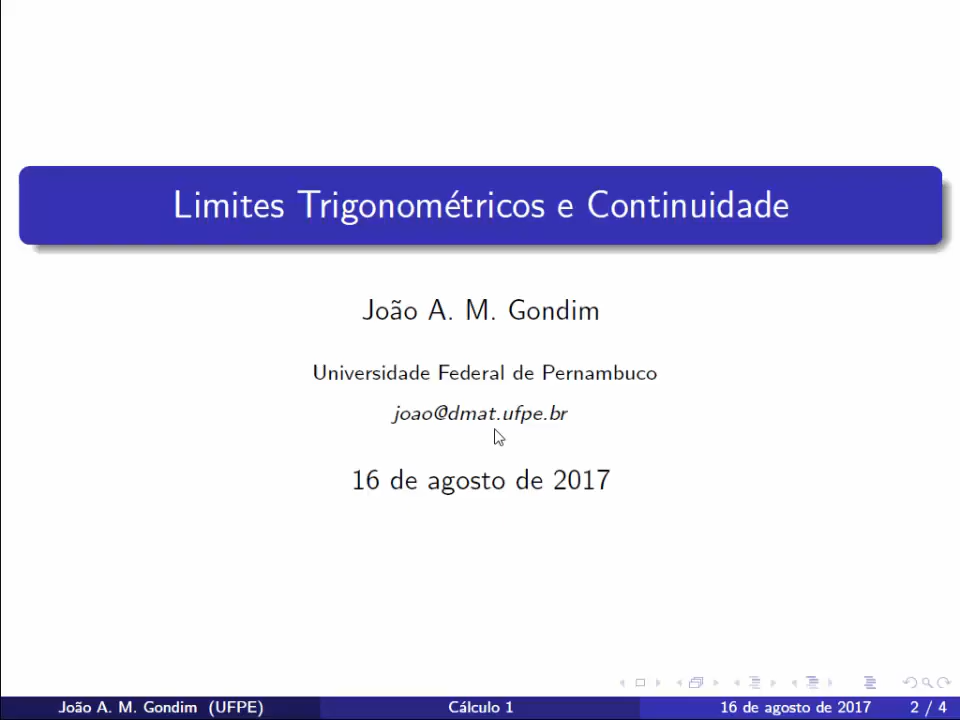 Limites Trigonométricos e Continuidade
João A. M. Gondim
Universidade Federal de Pernambuco
joao@dmat.ufpe.br
16 de agosto de 2017
João A. M. Gondim (UFPE) Cálculo 1 16 de agosto de 2017 2 / 4